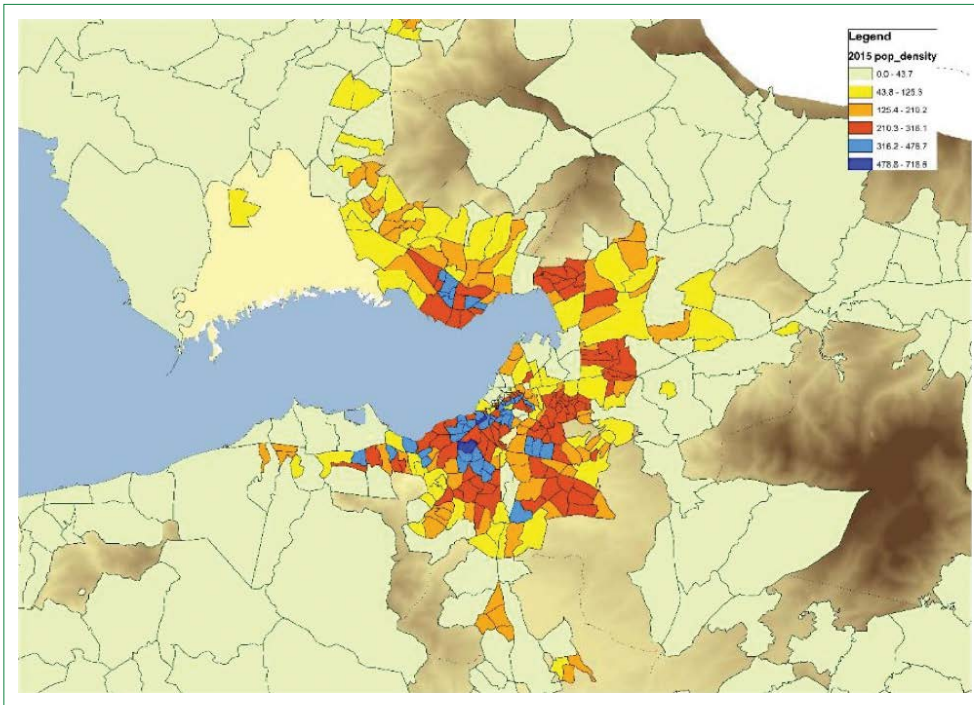 Legend
2015 pop_density
0.0 - 43.7
43.8 - 125.3
125.4 - 210.2
210.3 - 316.1
316.2 - 478.7
478.8 - 718.6